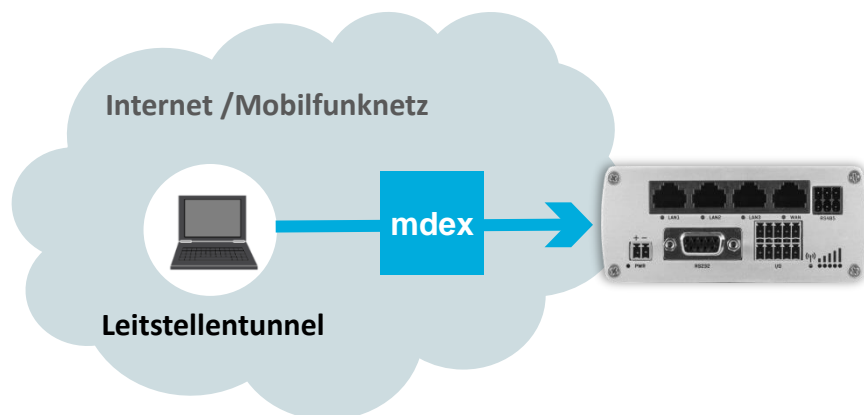 Internet /Mobilfunknetz
mdex
Leitstellentunnel
LAN1
LAN2
LAN3
WAN
RS485
+ −
PWR
RS232
I/O